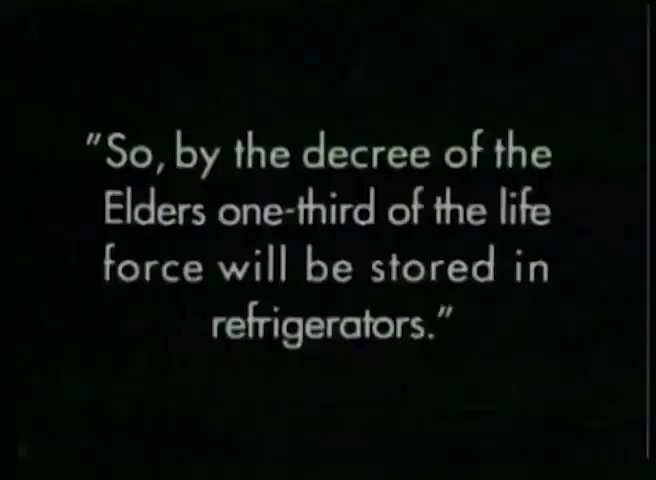 "So, by the decree of the
Elders one-third of the life
force will be stored in
refrigerators."